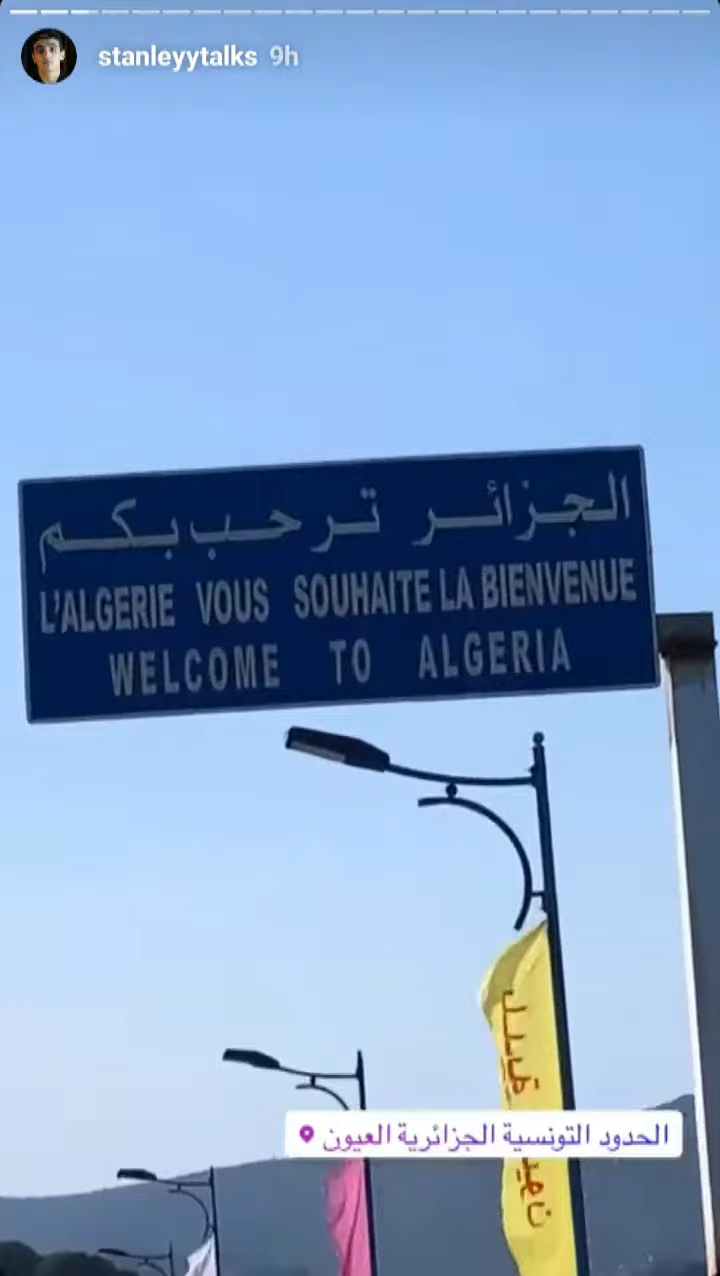 stanleyytalks 9h
الجزائر ترحب بكم
L'ALGERIE VOUS SOUHAITE LA BIENVENUE
WELCOME TO ALGERIA
الحدود التونسية الجزائرية العيون